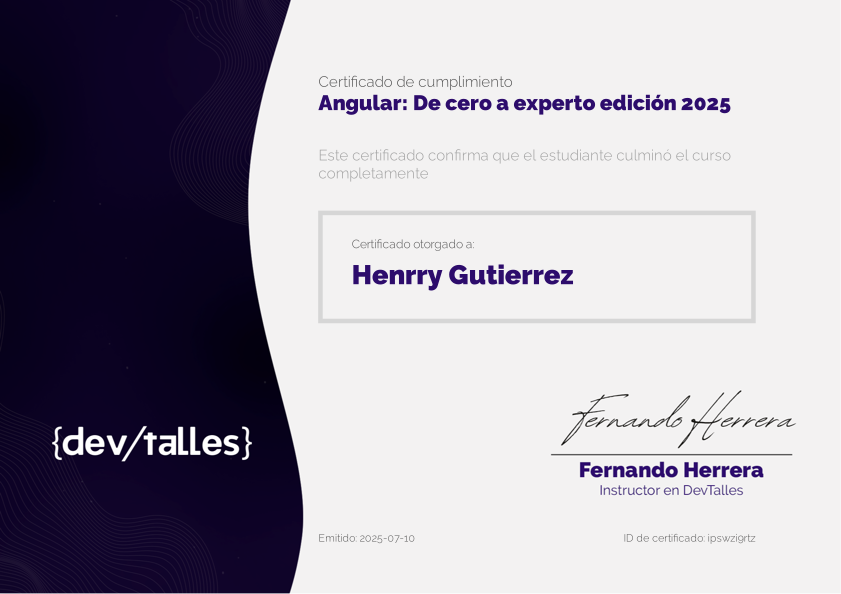 Certificado de cumplimiento
Angular: De cero a experto edición 2025
Este certificado confirma que el estudiante culminó el curso
completamente
Certificado otorgado a:
Henrry Gutierrez
{dev/talles}
Fernando Herrera
Fernando Herrera
Instructor en DevTalles
Emitido: 2025-07-10
ID de certificado: ipswzi9rtz